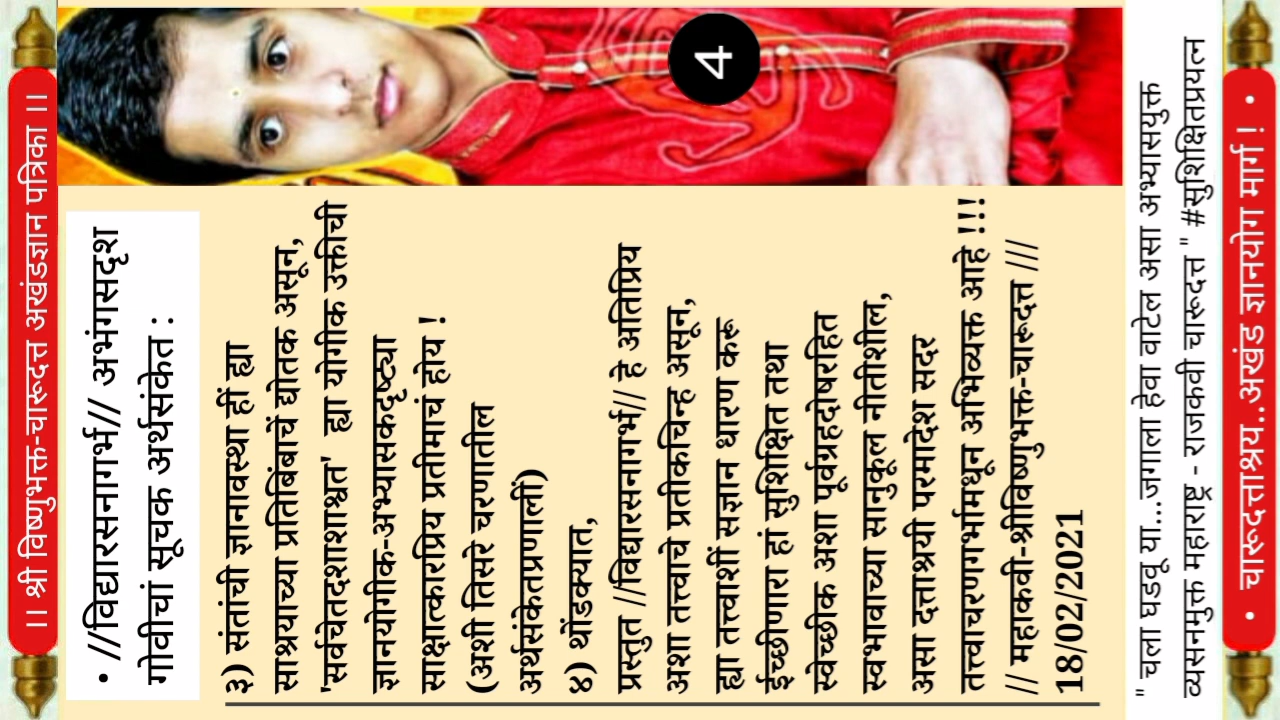 ।। श्री विष्णुभक्त-चारूदत्त अखंडज्ञान पत्रिका ।।
4
• //विद्यारसनागर्भ// अभंगसदृश
गोवीचां सुचक अर्थसंकेत :
३) संतांची ज्ञानावस्था हीं ह्या
साश्रयाच्या प्रतिबिंबाचें द्योतक असून,
'सर्वचेतदशाशाश्वत' ह्या योगीक उक्तीची
ज्ञानयोगीक-अभ्यासकदृष्ट्या
साक्षात्कारप्रिय प्रतीमाचं होय !
(अशी तिसरे चरणातील
अर्थसंकेतप्रणालीं)
४) थोंडक्यात,
प्रस्तुत //विद्यारसनागर्भ// हे अतिप्रिय
अशा तत्त्वाचे प्रतीकचिन्ह असून,
ह्या तत्त्वाशीं सज्ञान धारण करू
ईच्छीणारा हां सुशिक्षित तथा
स्वेच्छीक अशा पूर्वग्रहदोषरहित
स्वभावाच्या सानुकूल नीतीशील,
असा दत्ताश्रयी परमादेश सदर
तत्त्वाचरणगर्भामधून अभिव्यक्त आहे !!!
// महाकवी-श्रीविष्णुभक्त-चारूदत्त ///
18/02/2021
" चला घडवू या...जगाला हेवा वाटेल असा अभ्यासयुक्त
व्यसनमुक्त महाराष्ट्र - राजकवी चारूदत्त " #सुशिक्षितप्रयत्न
• चारूदत्ताश्रय..अखंड ज्ञानयोग मार्ग ! •